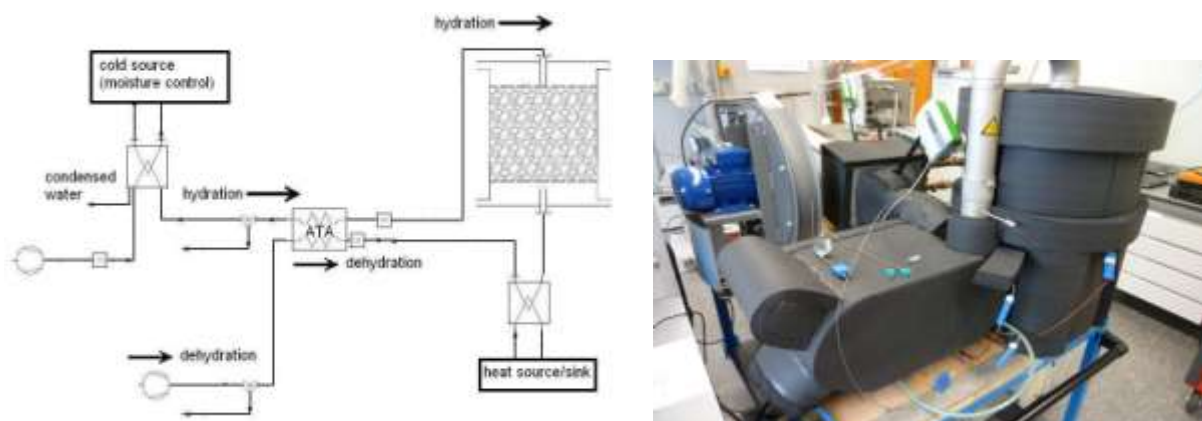 hydration
cold source
(moisture control)
condensed
water
hydration
ATA
dehydration
dehydration
heat source/sink